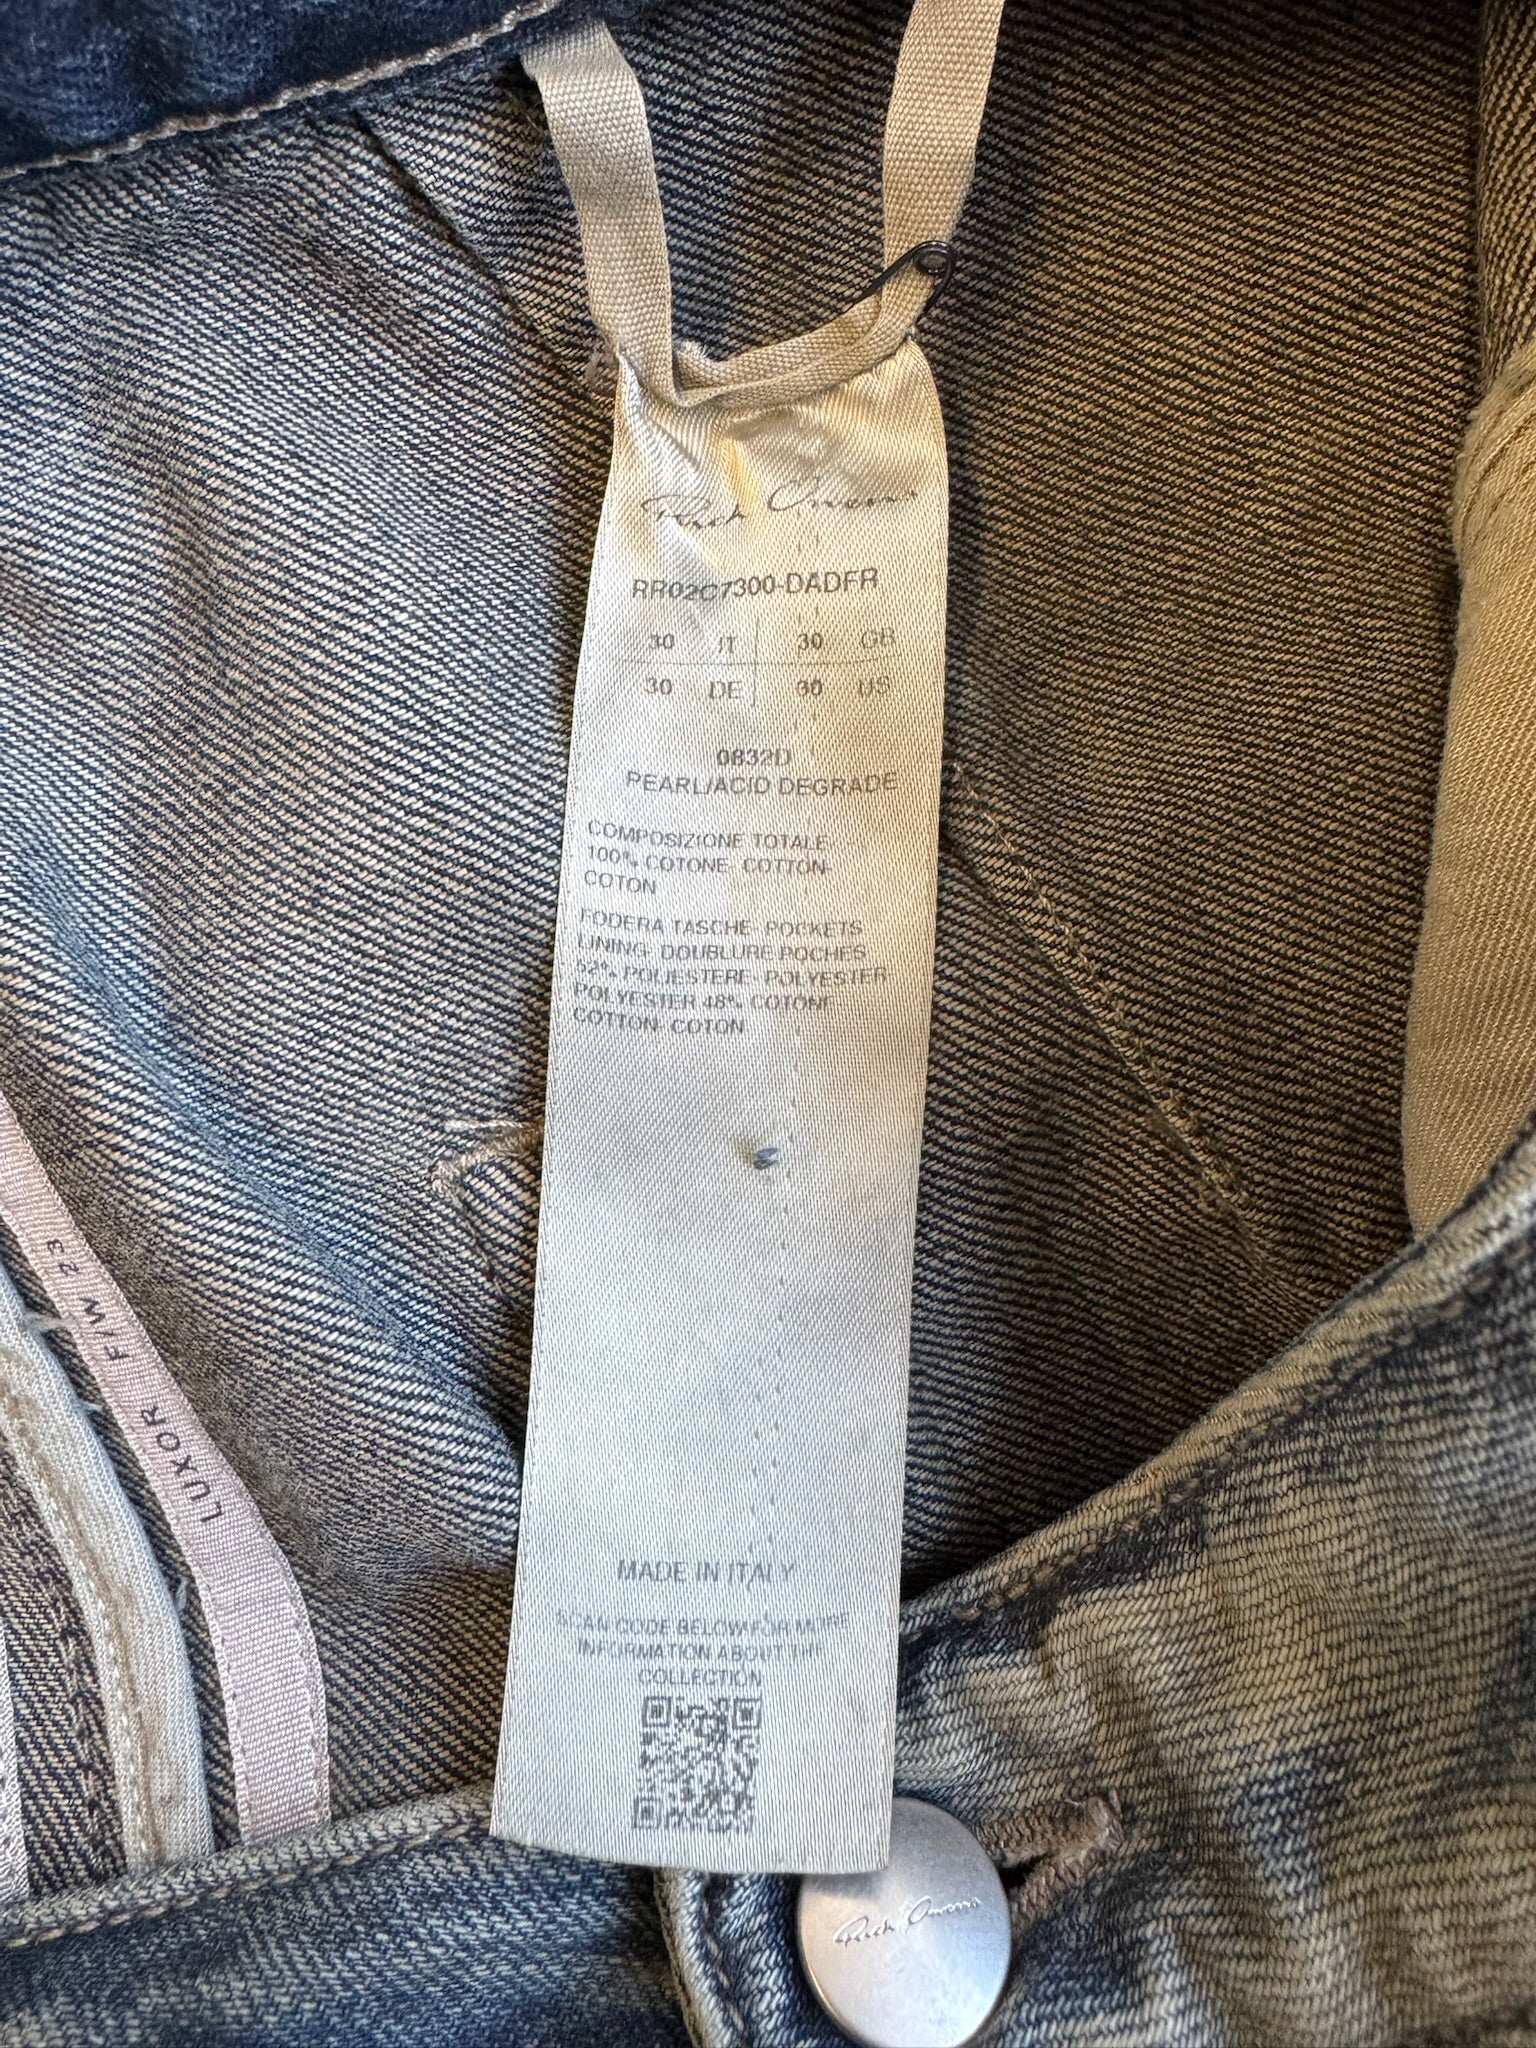 Rick Owens
RR02C7300-DADFR
30 IT 30 GB
30 DE 30 US
0832D
PEARL/ACID DEGRADE
COMPOSIZIONE TOTALE-
100% COTONE- COTTON-
COTON
FODERA TASCHE- POCKETS
LINING- DOUBLURE POCHES
52% POLIESTERE- POLYESTER
POLYESTER 48% COTONE
COTTON- COTON
MADE IN ITALY
SCAN CODE BELOW FOR MORE
INFORMATION ABOUT THE
COLLECTION
LUXOR F/W 23
Rick Owens